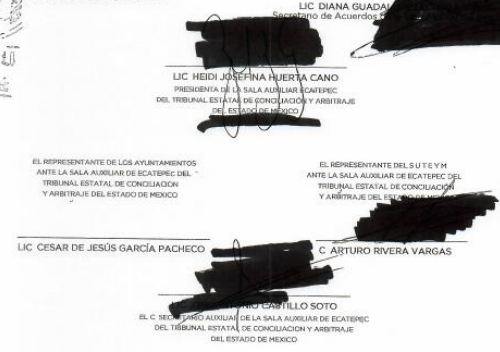 LIC DIANA GUADAL
Secretario de Acuerdos
LIC HEIDI JOSEFINA HUERTA CANO
PRESIDENTA DE LA SALA AUXILIAR ECATEPEC
DEL TRIBUNAL ESTATAL DE CONCILIACIÓN Y ARBITRAJE
DEL ESTADO DE MEXICO
EL REPRESENTANTE DE LOS AYUNTAMIENTOS
ANTE LA SALA AUXILIAR DE ECATEPEC DEL
TRIBUNAL ESTATAL DE CONCILIACION
Y ARBITRAJE DEL ESTADO DE MEXICO
EL REPRESENTANTE DEL S U T E Y M
ANTE LA SALA AUXILIAR DE ECATEPEC DEL
TRIBUNAL ESTATAL DE CONCILIACIÓN
Y ARBITRAJE DEL ESTADO DE MEXICO
LIC CESAR DE JESÚS GARCÍA PACHECO
C ARTURO RIVERA VARGAS
CASTILLO SOTO
EL C SECRETARIO AUXILIAR DE LA SALA AUXILIAR DE ECATEPEC
DEL TRIBUNAL ESTATAL DE CONCILIACION Y ARBITRAJE
DEL ESTADO DE MEXICO